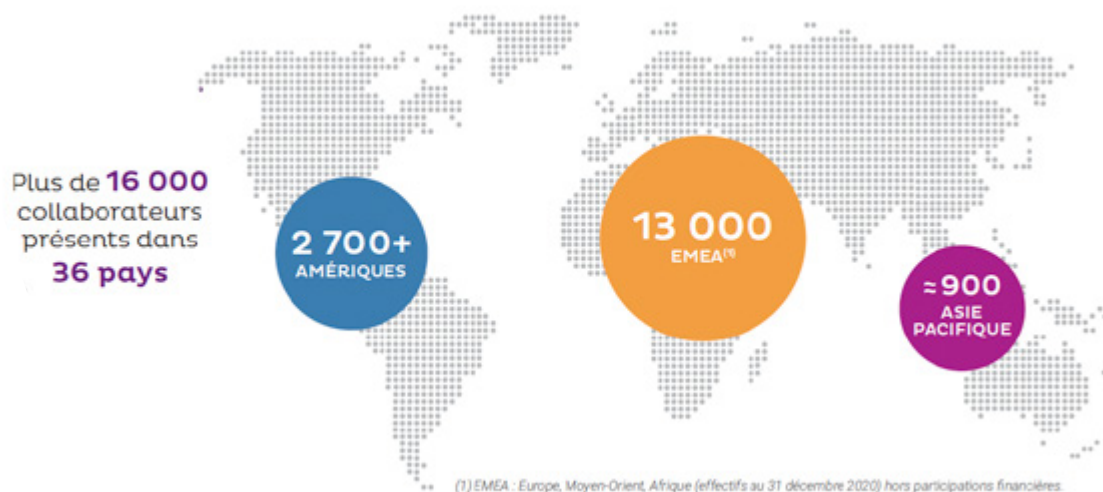 Plus de 16 000
collaborateurs
présents dans
36 pays
2 700+
AMÉRIQUES
13 000
EMEA(1)
≈ 900
ASIE
PACIFIQUE
(1) EMEA : Europe, Moyen-Orient, Afrique (effectifs au 31 décembre 2020) hors participations financières.